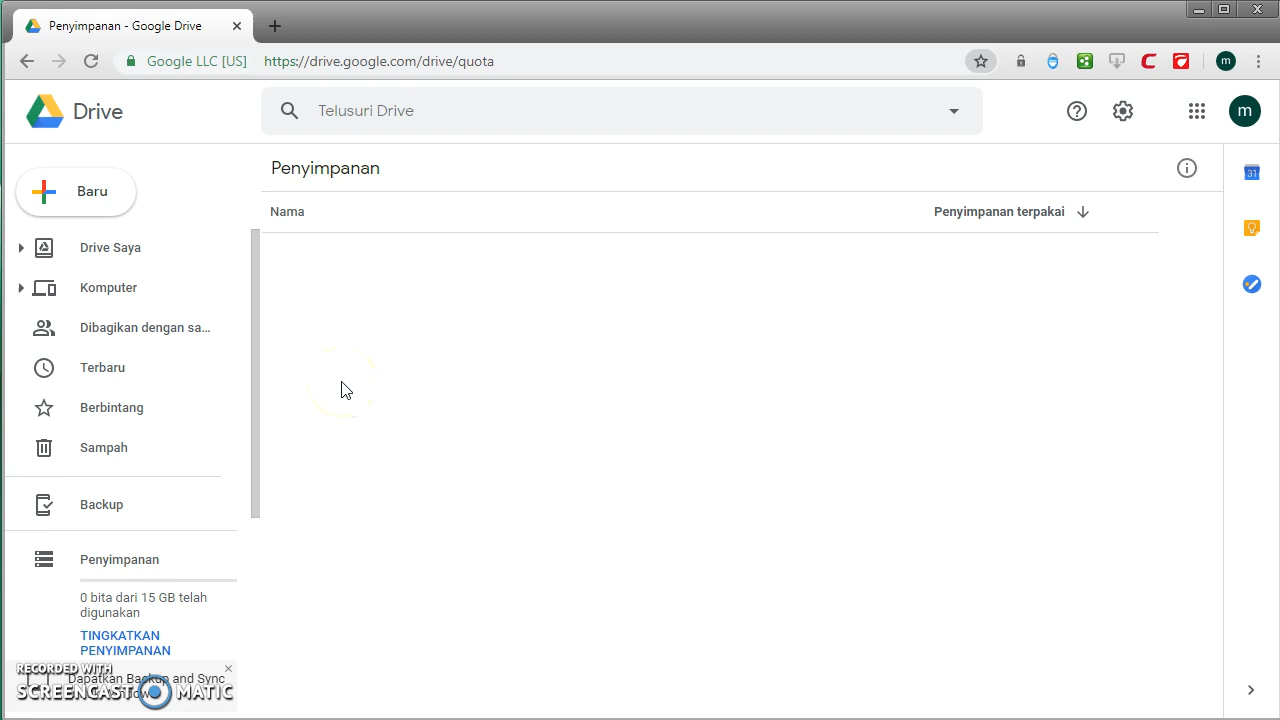 Penyimpanan - Google Drive
Google LLC [US] https://drive.google.com/drive/quota
m
Drive
Telusuri Drive
m
Baru
Penyimpanan
Nama
Penyimpanan terpakai
31
Drive Saya
Komputer
Dibagikan dengan sa...
Terbaru
Berbintang
Sampah
Backup
Penyimpanan
0 bita dari 15 GB telah
digunakan
TINGKATKAN
PENYIMPANAN
RECORDED WITH
Dapatkan Backup and Sync
SCREENCAST MATIC